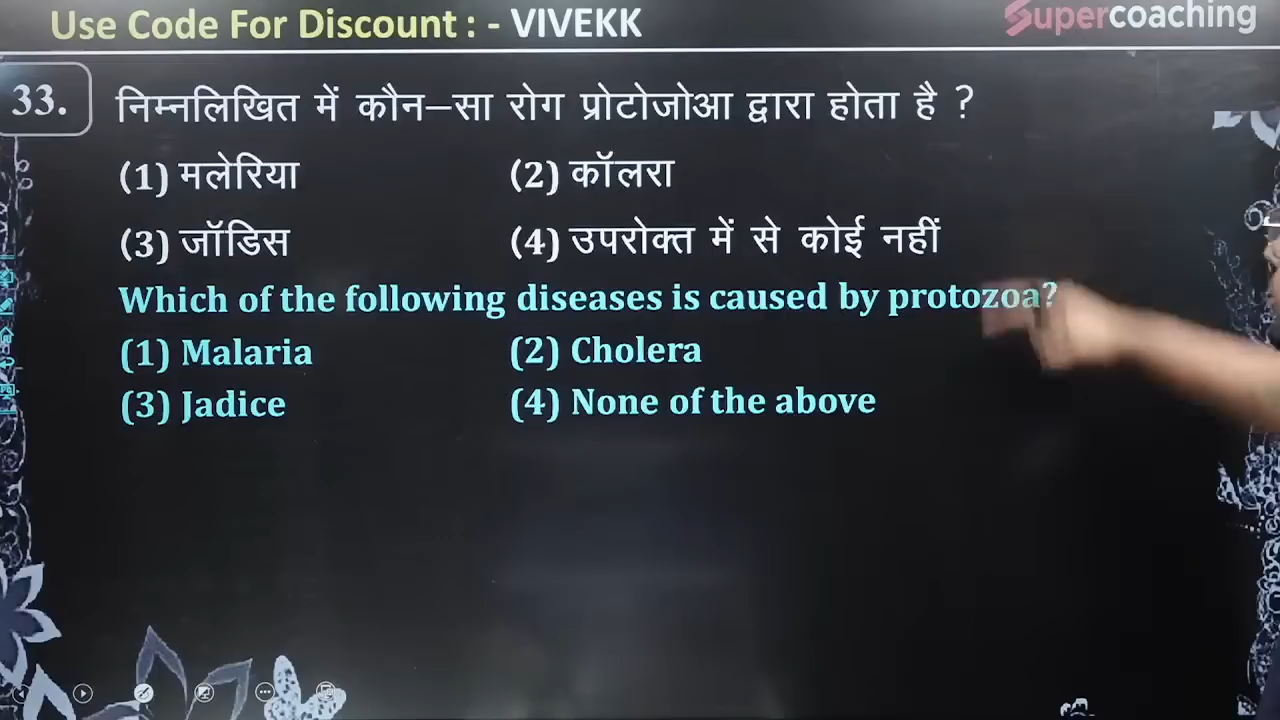 Use Code For Discount : - VIVEKK
Supercoaching
33. निम्नलिखित में कौन–सा रोग प्रोटोजोआ द्वारा होता है ?
(1) मलेरिया (2) कॉलरा
(3) जॉडिस (4) उपरोक्त में से कोई नहीं
Which of the following diseases is caused by protozoa?
(1) Malaria (2) Cholera
(3) Jadice (4) None of the above